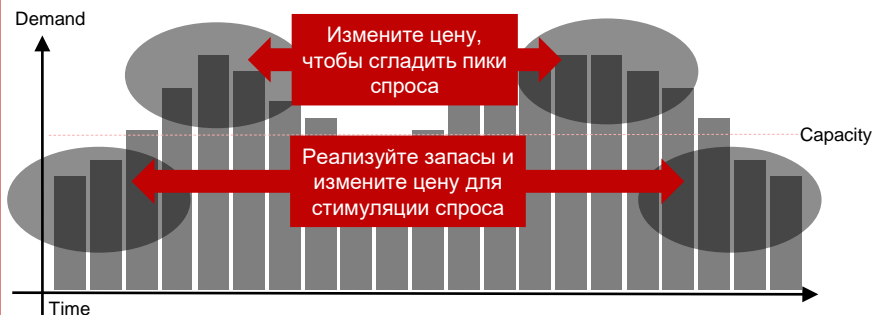 Demand
Измените цену,
чтобы сгладить пики
спроса
Capacity
Реализуйте запасы и
измените цену для
стимуляции спроса
Time